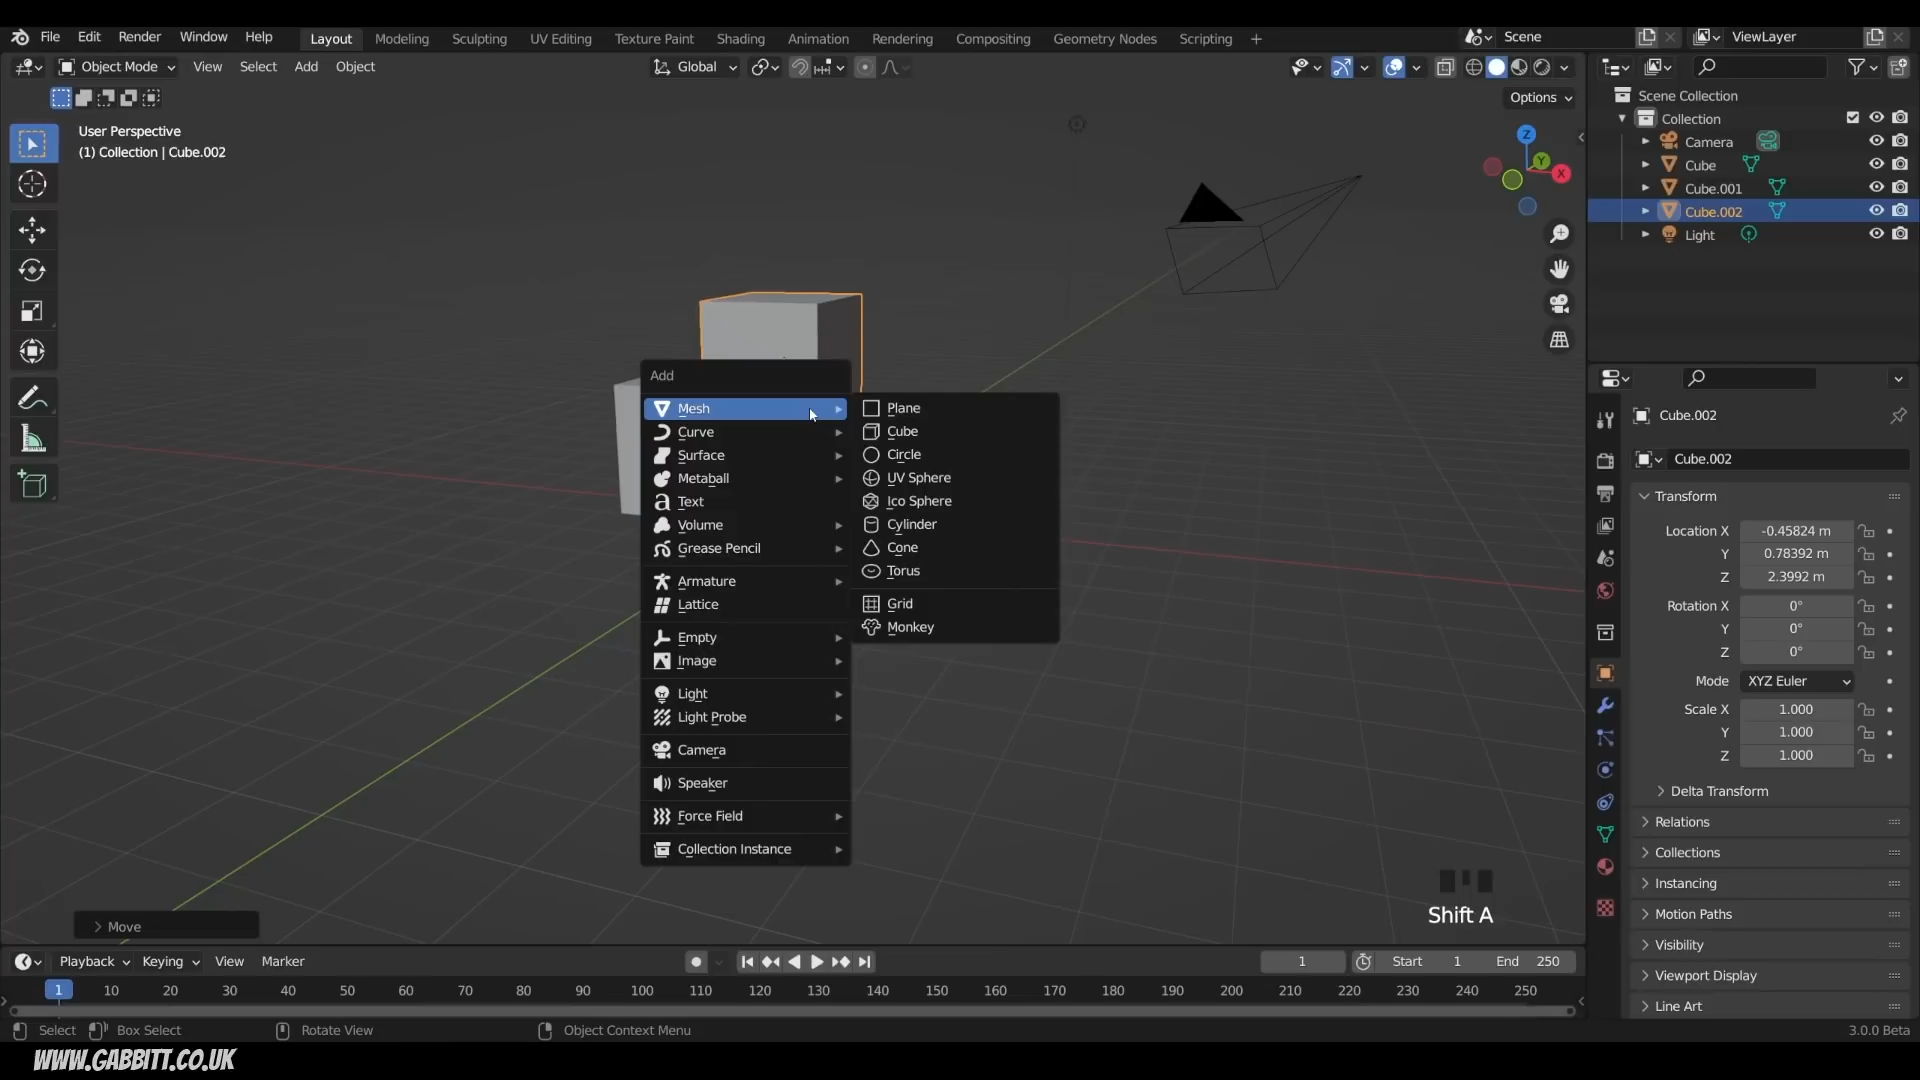 File Edit Render Window Help Layout Modeling Sculpting UV Editing Texture Paint Shading Animation Rendering Compositing Geometry Nodes Scripting + Scene ViewLayer
Object Mode View Select Add Object Global
Options
User Perspective
(1) Collection | Cube.002
Z
Y
X
Scene Collection
Collection
Camera
Cube
Cube.001
Cube.002
Light
Add
Mesh
Curve
Surface
Metaball
Text
Volume
Grease Pencil
Armature
Lattice
Empty
Image
Light
Light Probe
Camera
Speaker
Force Field
Collection Instance
Plane
Cube
Circle
UV Sphere
Ico Sphere
Cylinder
Cone
Torus
Grid
Monkey
Cube.002
Cube.002
Transform
Location X -0.45824 m
Y 0.78392 m
Z 2.3992 m
Rotation X 0°
Y 0°
Z 0°
Mode XYZ Euler
Scale X 1.000
Y 1.000
Z 1.000
Delta Transform
Relations
Collections
Instancing
Motion Paths
Visibility
Viewport Display
Line Art
Shift A
Move
Playback Keying View Marker 1 Start 1 End 250
1 10 20 30 40 50 60 70 80 90 100 110 120 130 140 150 160 170 180 190 200 210 220 230 240 250
Select Box Select Rotate View Object Context Menu 3.0.0 Beta
WWW.GABBITT.CO.UK